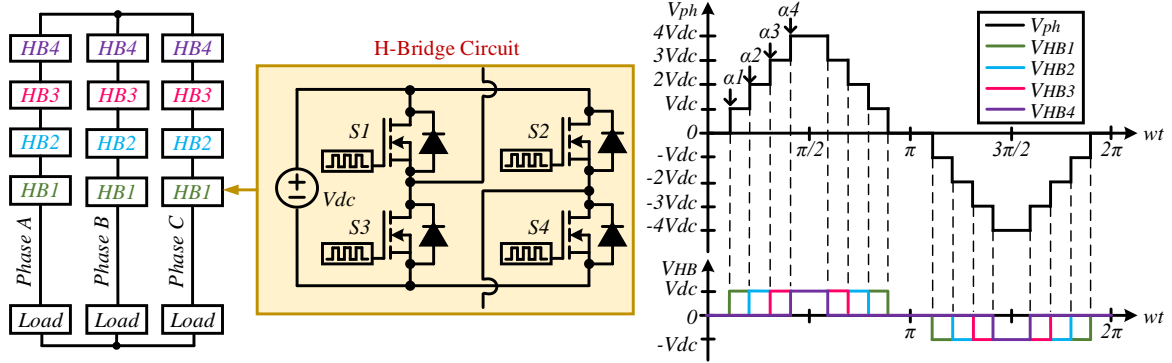 HB4 HB4 HB4
HB3 HB3 HB3
HB2 HB2 HB2
HB1 HB1 HB1
Phase A Phase B Phase C
Load Load Load
H-Bridge Circuit
S1 S2
Vdc
S3 S4
Vph
4Vdc
3Vdc
2Vdc
Vdc
0
-Vdc
-2Vdc
-3Vdc
-4Vdc
α1 α2 α3 α4
π/2 π 3π/2 2π
wt
Vph
VHB1
VHB2
VHB3
VHB4
VHB
Vdc
0
-Vdc
π 2π
wt